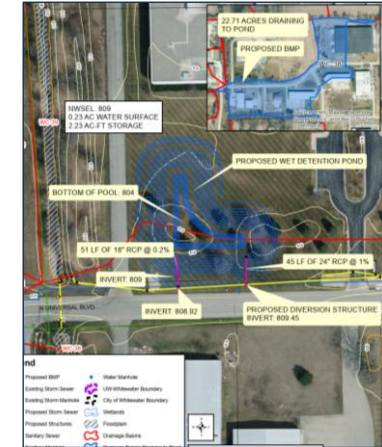 22.71 ACRES DRAINING
TO POND
PROPOSED BMP
NWSEL: 809
0.23 AC WATER SURFACE
2.23 AC-FT STORAGE
PROPOSED WET DETENTION POND
BOTTOM OF POOL: 804
51 LF OF 18" RCP @ 0.2%
45 LF OF 24" RCP @ 1%
INVERT: 809
INVERT: 808.92
PROPOSED DIVERSION STRUCTURE
INVERT: 809.45
UNIVERSAL BLVD
WC-36
nd
Proposed BMP
Water Manhole
Existing Storm Sewer
UW-Whitewater Boundary
Existing Storm Manhole
City of Whitewater Boundary
Proposed Storm Sewer
Wetlands
Proposed Structures
Floodplain
Sanitary Sewer
Drainage Basins